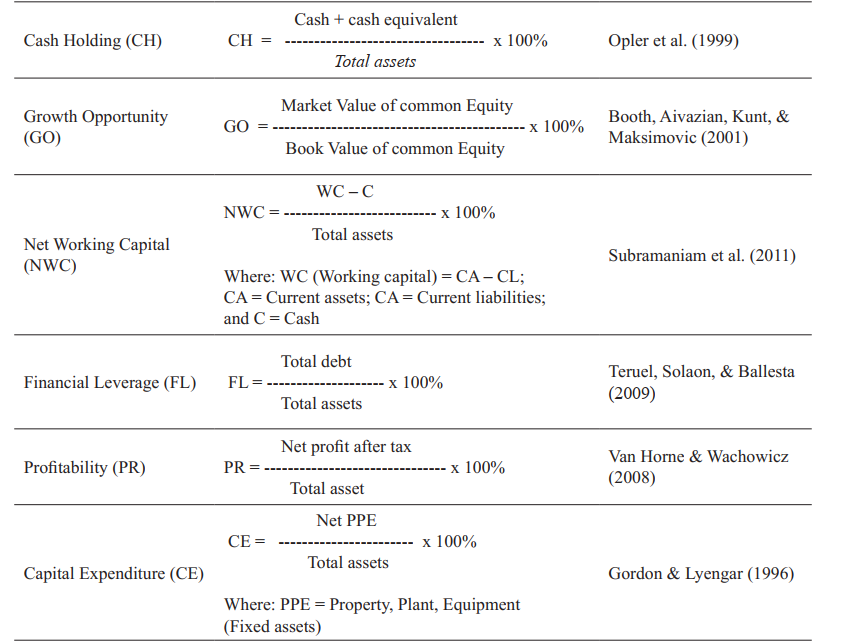 Cash + cash equivalent
Cash Holding (CH) CH = ---------------------------------- x 100% Opler et al. (1999)
Total assets
Market Value of common Equity
Growth Opportunity
(GO)
GO = ------------------------------------------- x 100%
Booth, Aivazian, Kunt, &
Maksimovic (2001)
Book Value of common Equity
WC – C
NWC = -------------------------- x 100%
Total assets
Net Working Capital
(NWC)
Subramaniam et al. (2011)
Where: WC (Working capital) = CA – CL;
CA = Current assets; CA = Current liabilities;
and C = Cash
Total debt
Financial Leverage (FL) FL = -------------------- x 100%
Teruel, Solaon, & Ballesta
(2009)
Total assets
Net profit after tax
Profitability (PR) PR = ------------------------------- x 100%
Van Horne & Wachowicz
(2008)
Total asset
Net PPE
CE = ----------------------- x 100%
Total assets
Capital Expenditure (CE) Gordon & Lyengar (1996)
Where: PPE = Property, Plant, Equipment
(Fixed assets)